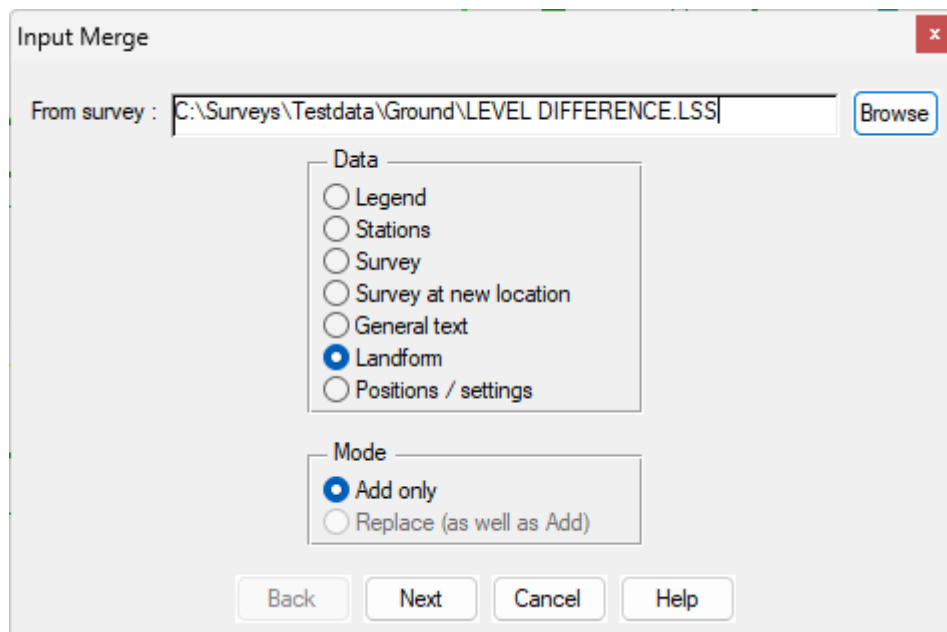 Input Merge
x
From survey : C:\Surveys\Testdata\Ground\LEVEL DIFFERENCE.LSS Browse
Data
Legend
Stations
Survey
Survey at new location
General text
Landform
Positions / settings
Mode
Add only
Replace (as well as Add)
Back Next Cancel Help